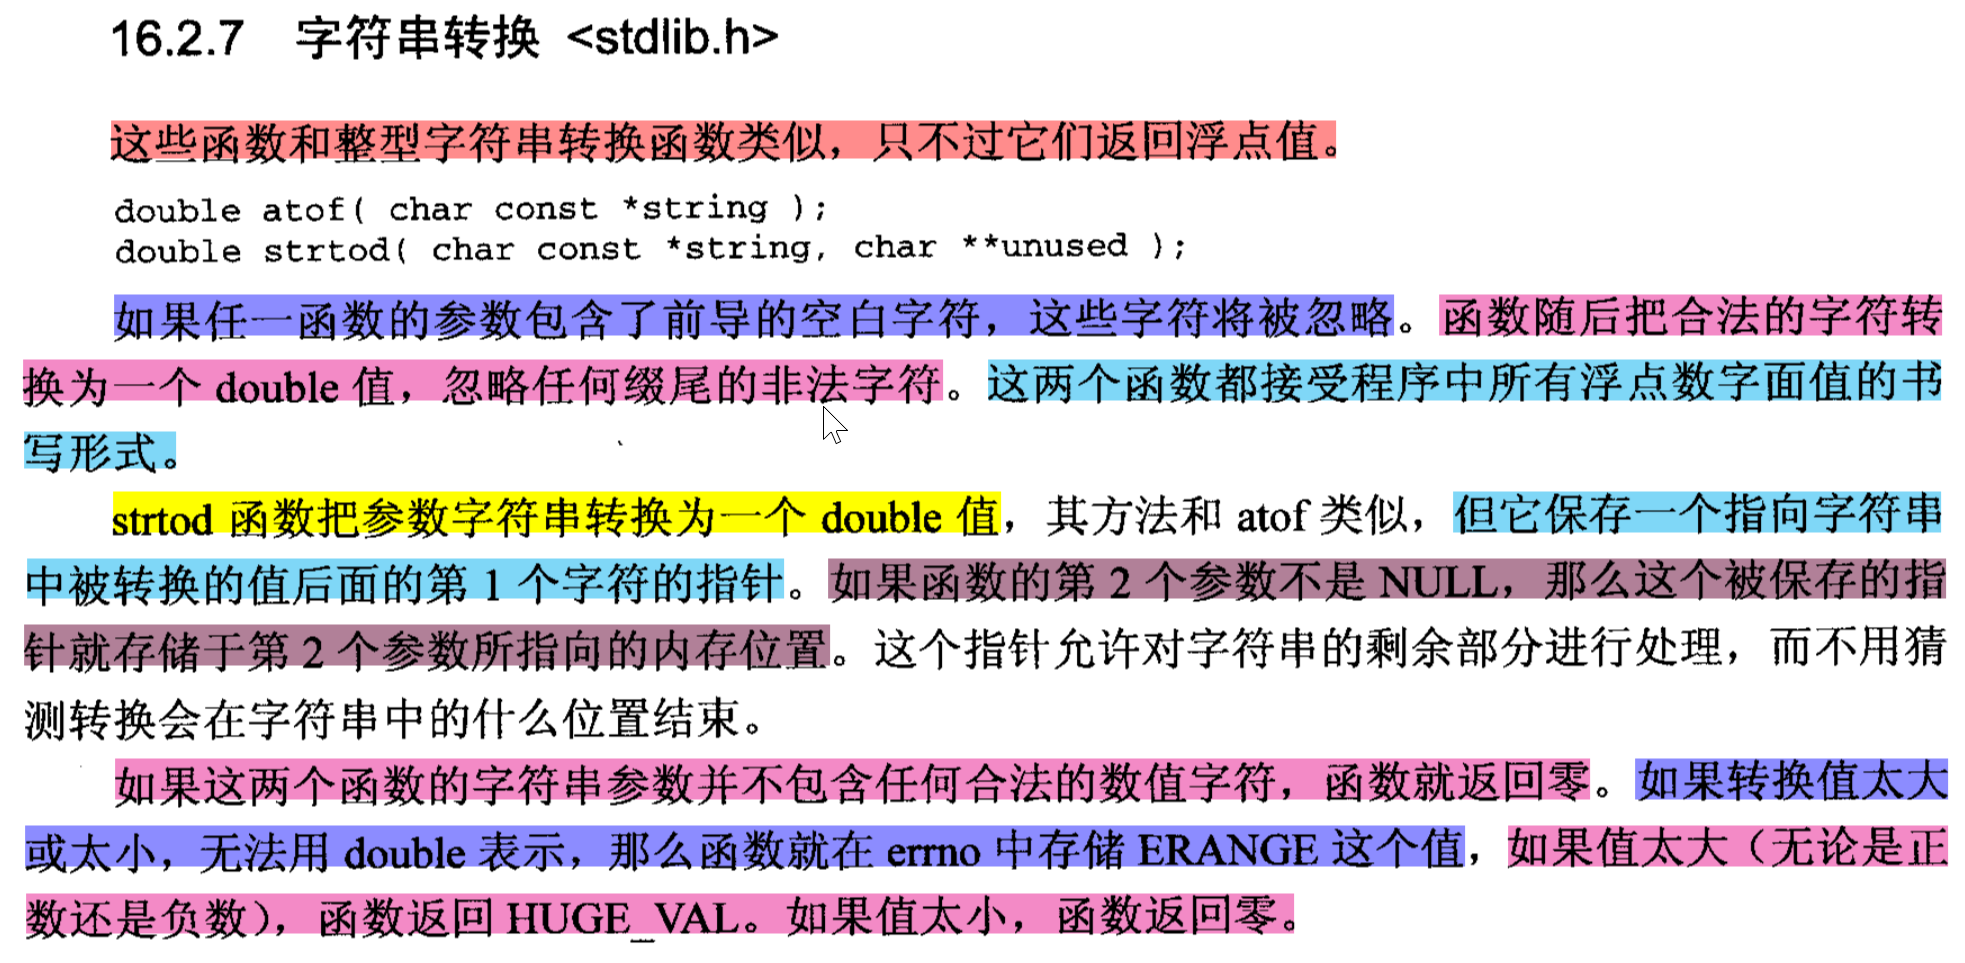 16.2.7 字符串转换 <stdlib.h>
这些函数和整型字符串转换函数类似，只不过它们返回浮点值。
double atof( char const *string );
double strtod( char const *string, char **unused );
如果任一函数的参数包含了前导的空白字符，这些字符将被忽略。函数随后把合法的字符转
换为一个 double 值，忽略任何缀尾的非法字符。这两个函数都接受程序中所有浮点数字面值的书
写形式。
strtod 函数把参数字符串转换为一个 double 值，其方法和 atof 类似，但它保存一个指向字符串
中被转换的值后面的第 1 个字符的指针。如果函数的第 2 个参数不是 NULL，那么这个被保存的指
针就存储于第 2 个参数所指向的内存位置。这个指针允许对字符串的剩余部分进行处理，而不用猜
测转换会在字符串中的什么位置结束。
如果这两个函数的字符串参数并不包含任何合法的数值字符，函数就返回零。如果转换值太大
或太小，无法用 double 表示，那么函数就在 errno 中存储 ERANGE 这个值，如果值太大（无论是正
数还是负数），函数返回 HUGE_VAL。如果值太小，函数返回零。